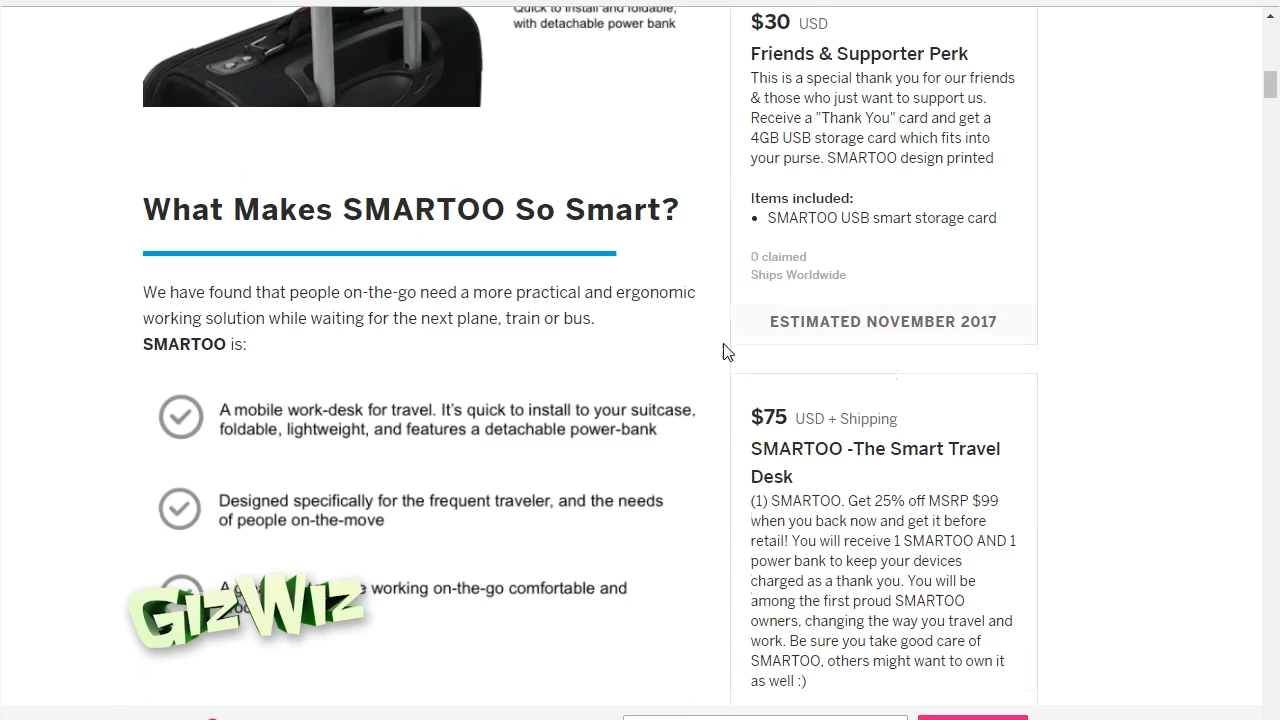 Quick to install and foldable,
with detachable power bank
What Makes SMARTOO So Smart?
We have found that people on-the-go need a more practical and ergonomic
working solution while waiting for the next plane, train or bus.
SMARTOO is:
A mobile work-desk for travel. It's quick to install to your suitcase,
foldable, lightweight, and features a detachable power-bank
Designed specifically for the frequent traveler, and the needs
of people on-the-move
working on-the-go comfortable and
GizWiz
$30 USD
Friends & Supporter Perk
This is a special thank you for our friends
& those who just want to support us.
Receive a "Thank You" card and get a
4GB USB storage card which fits into
your purse. SMARTOO design printed
Items included:
• SMARTOO USB smart storage card
0 claimed
Ships Worldwide
ESTIMATED NOVEMBER 2017
$75 USD + Shipping
SMARTOO -The Smart Travel
Desk
(1) SMARTOO. Get 25% off MSRP $99
when you back now and get it before
retail! You will receive 1 SMARTOO AND 1
power bank to keep your devices
charged as a thank you. You will be
among the first proud SMARTOO
owners, changing the way you travel and
work. Be sure you take good care of
SMARTOO, others might want to own it
as well :)